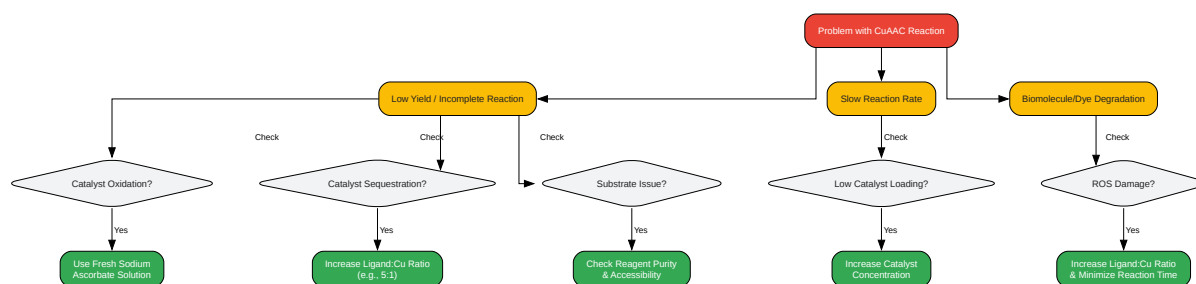 Problem with CuAAC Reaction
Low Yield / Incomplete Reaction
Slow Reaction Rate
Biomolecule/Dye Degradation
Check
Check
Check
Check
Check
Catalyst Oxidation?
Catalyst Sequestration?
Substrate Issue?
Low Catalyst Loading?
ROS Damage?
Yes
Yes
Yes
Yes
Yes
Use Fresh Sodium
Ascorbate Solution
Increase Ligand:Cu Ratio
(e.g., 5:1)
Check Reagent Purity
& Accessibility
Increase Catalyst
Concentration
Increase Ligand:Cu Ratio
& Minimize Reaction Time